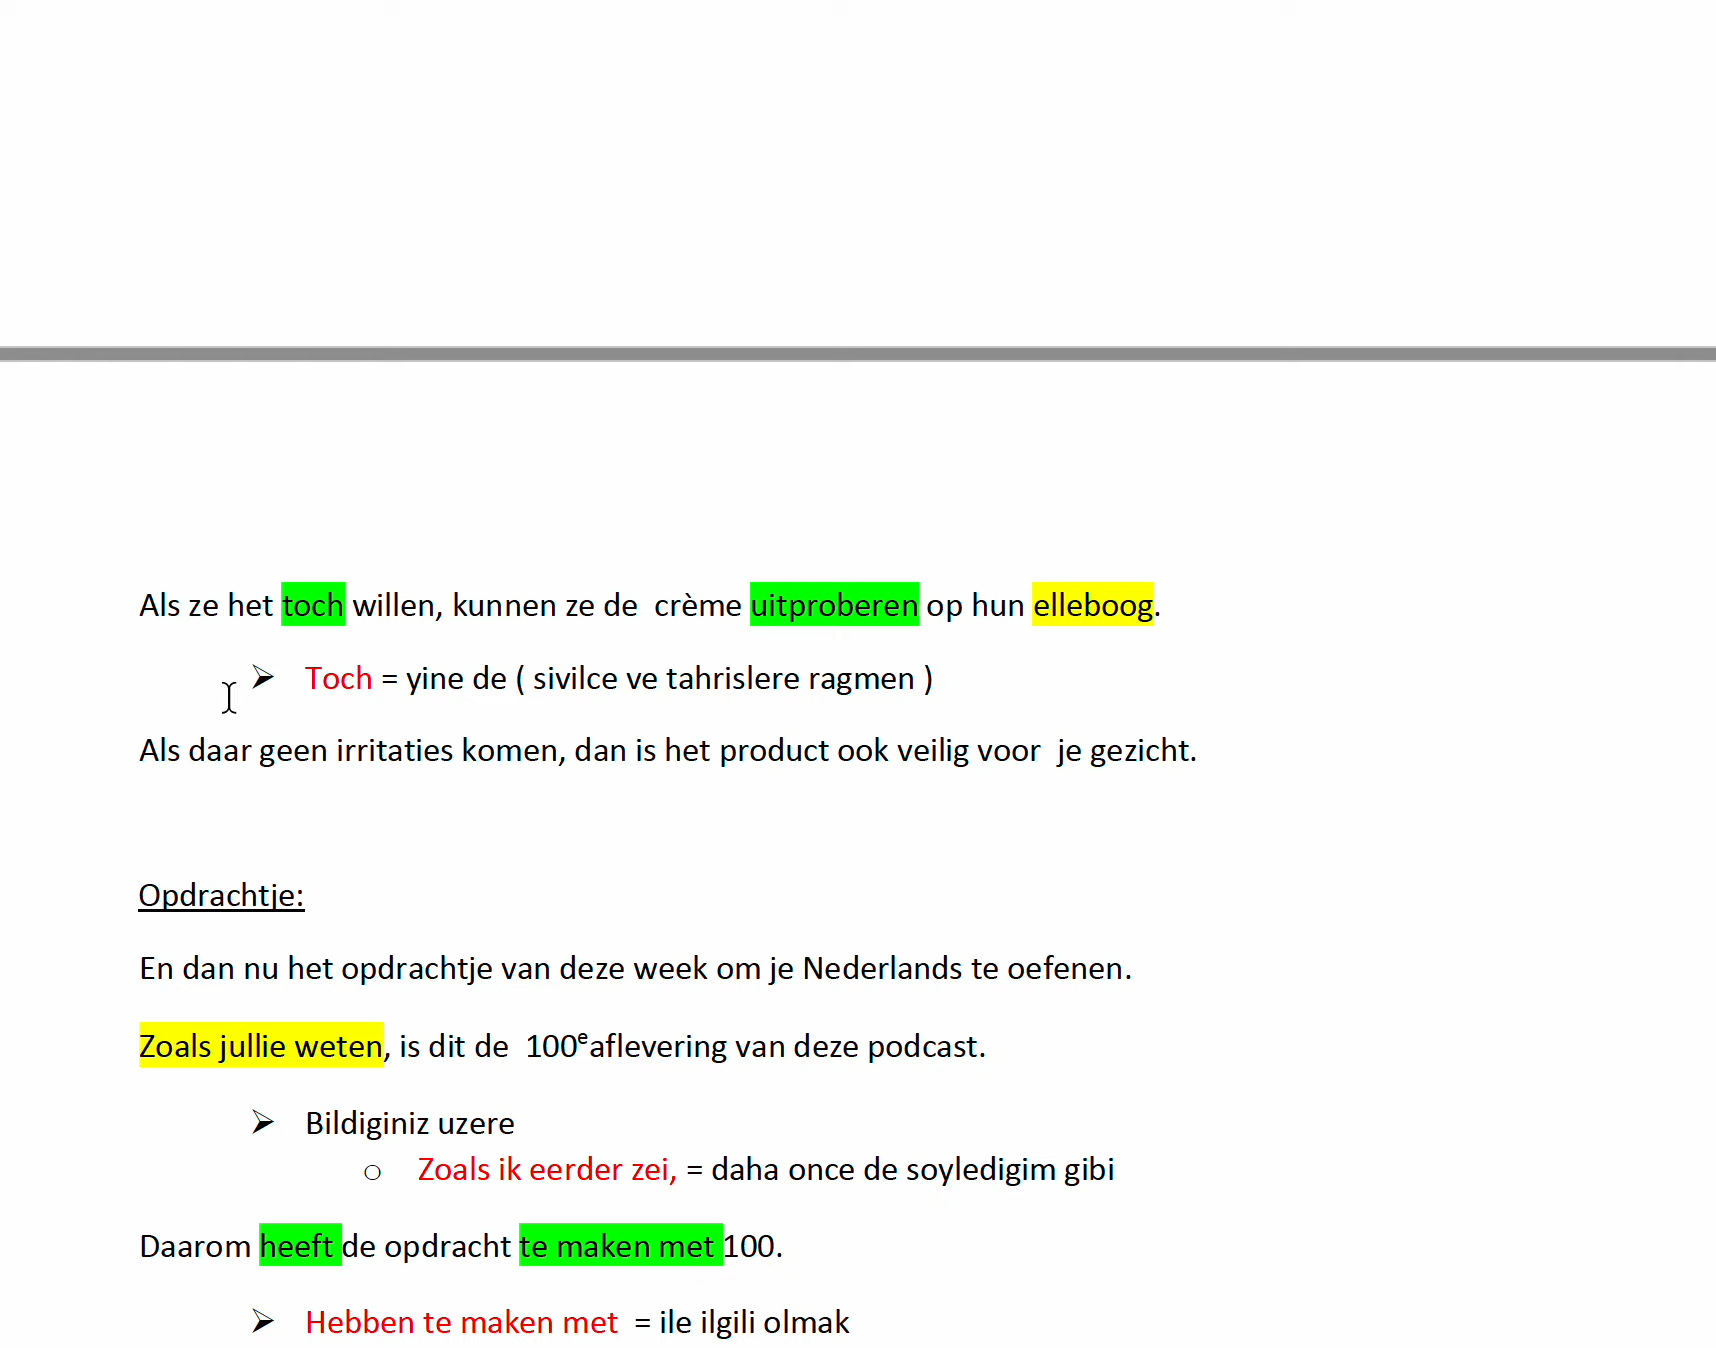 Als ze het toch willen, kunnen ze de  crème uitproberen op hun elleboog.
➢ Toch = yine de ( sivilce ve tahrislere ragmen )
Als daar geen irritaties komen, dan is het product ook veilig voor  je gezicht.
Opdrachtje:
En dan nu het opdrachtje van deze week om je Nederlands te oefenen.
Zoals jullie weten, is dit de  100ᵉaflevering van deze podcast.
➢ Bildiginiz uzere
o Zoals ik eerder zei, = daha once de soyledigim gibi
Daarom heeft de opdracht te maken met 100.
➢ Hebben te maken met  = ile ilgili olmak